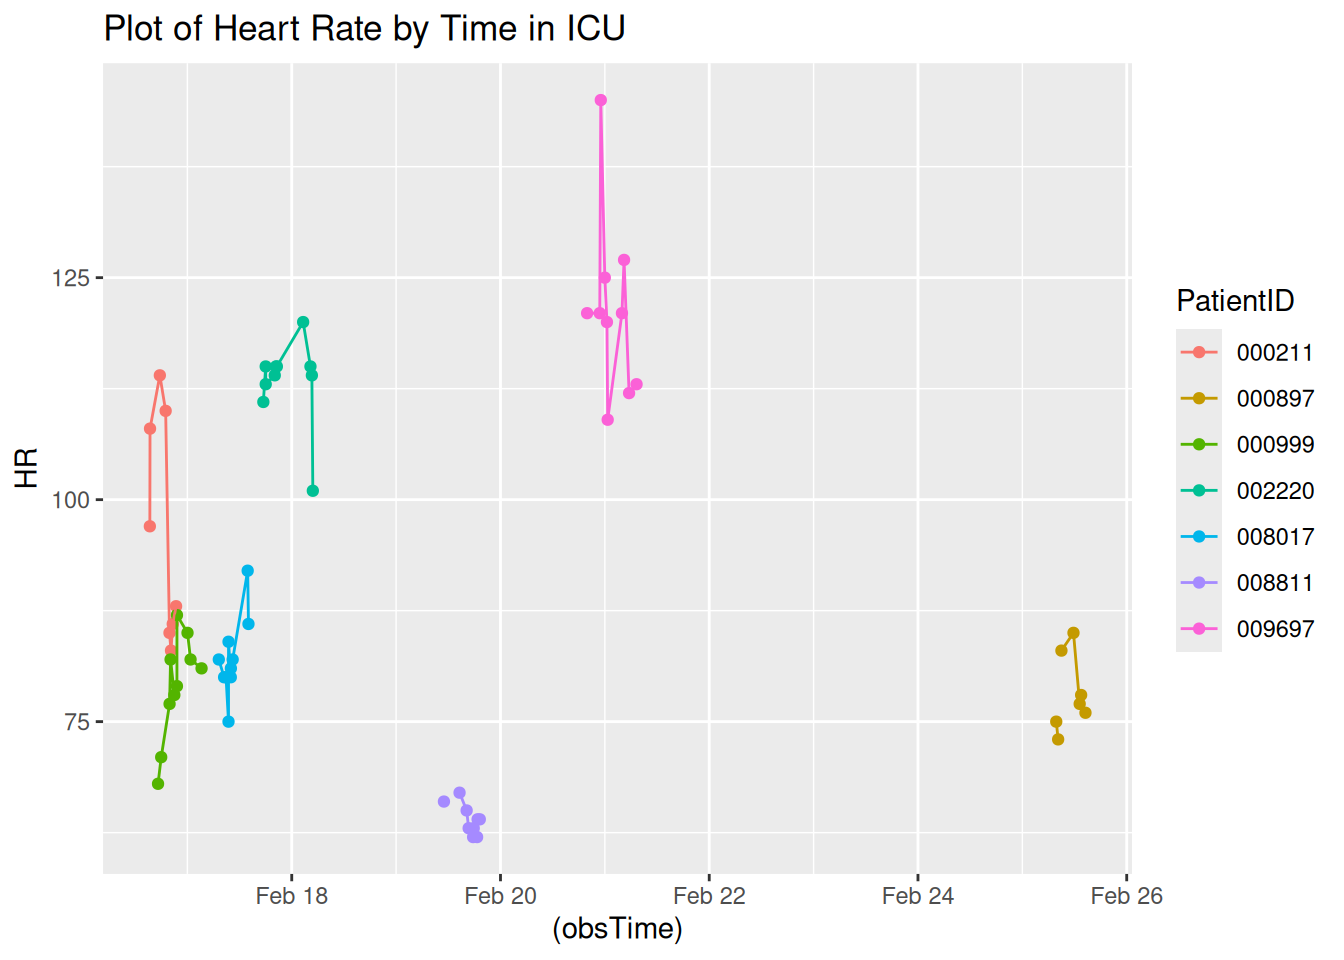 Plot of Heart Rate by Time in ICU
125
100
75
HR
Feb 18
Feb 20
Feb 22
Feb 24
Feb 26
(obsTime)
PatientID
000211
000897
000999
002220
008017
008811
009697